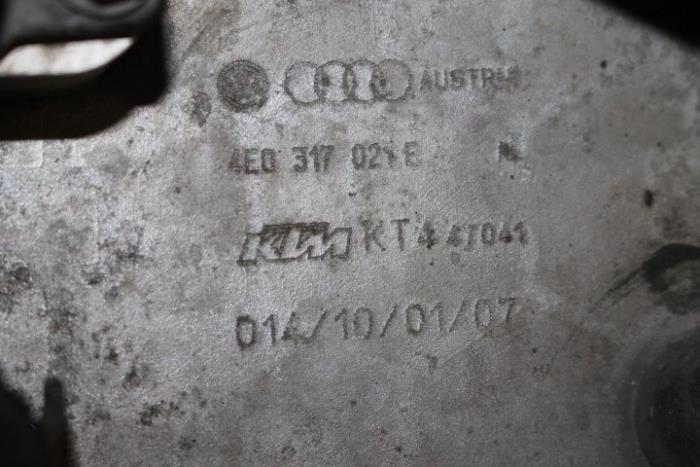 AUSTRIA
4E0 317 021 E
KTM KT 4 47041
014/10/01/07